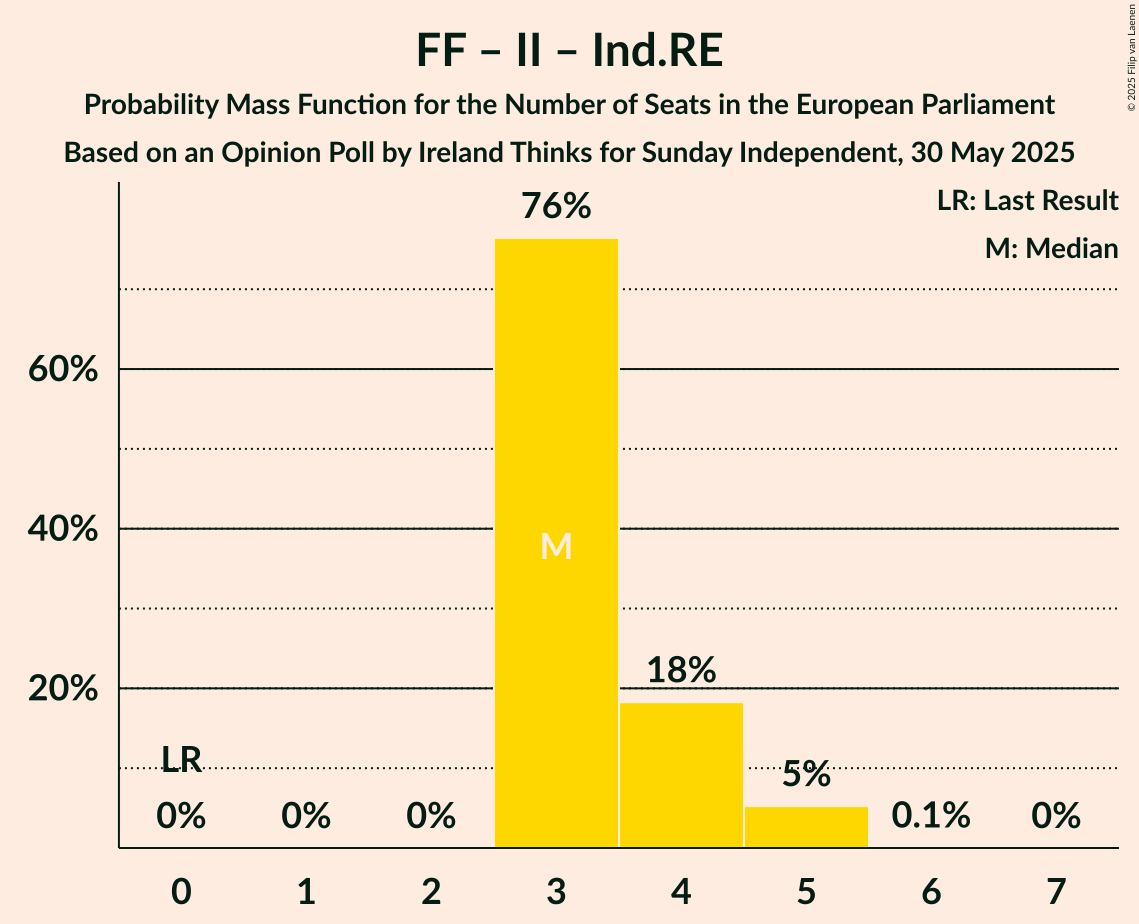 FF – II – Ind.RE
Probability Mass Function for the Number of Seats in the European Parliament
Based on an Opinion Poll by Ireland Thinks for Sunday Independent, 30 May 2025
© 2025 Filip van Laenen
LR: Last Result
M: Median
76%
60%
40%
M
20%
18%
LR
5%
0% 0% 0% 0.1% 0%
0 1 2 3 4 5 6 7